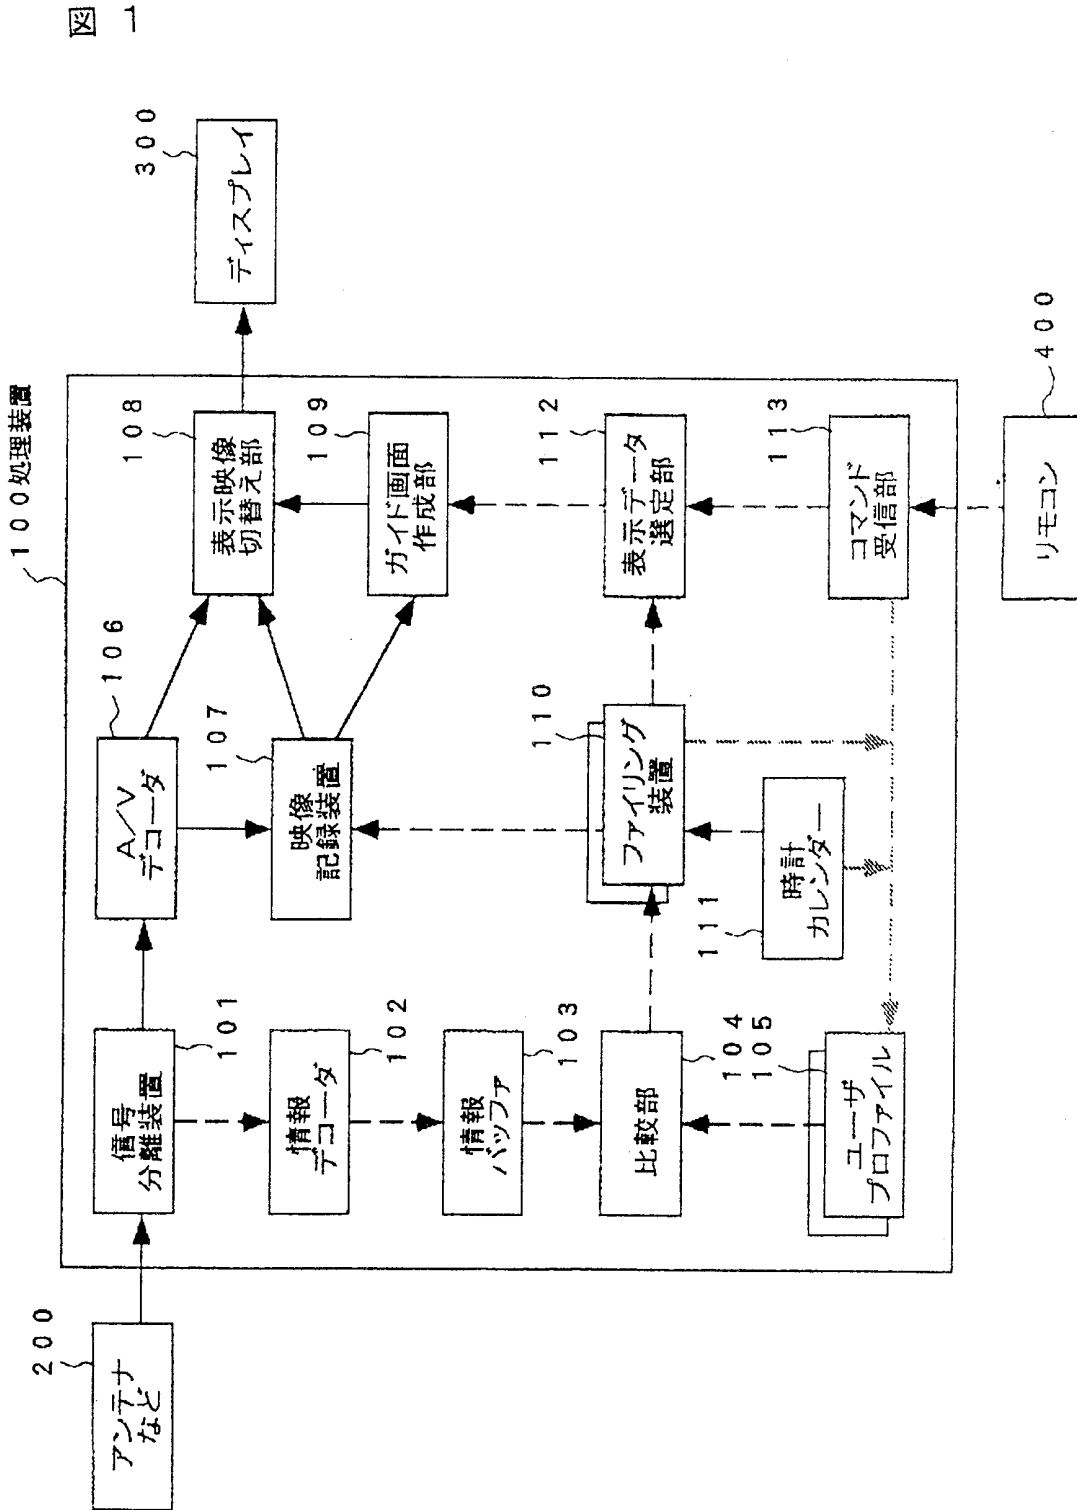 図 1
100処理装置
200
アンテナ
など
101
信号
分離装置
102
情報
デコーダ
103
情報
バッファ
104
比較部
105
ユーザ
プロファイル
106
A/V
デコーダ
107
映像
記録装置
108
表示映像
切替え部
109
ガイド画面
作成部
110
ファイリング
装置
111
時計
カレンダー
112
表示データ
選定部
113
コマンド
受信部
300
ディスプレイ
400
リモコン